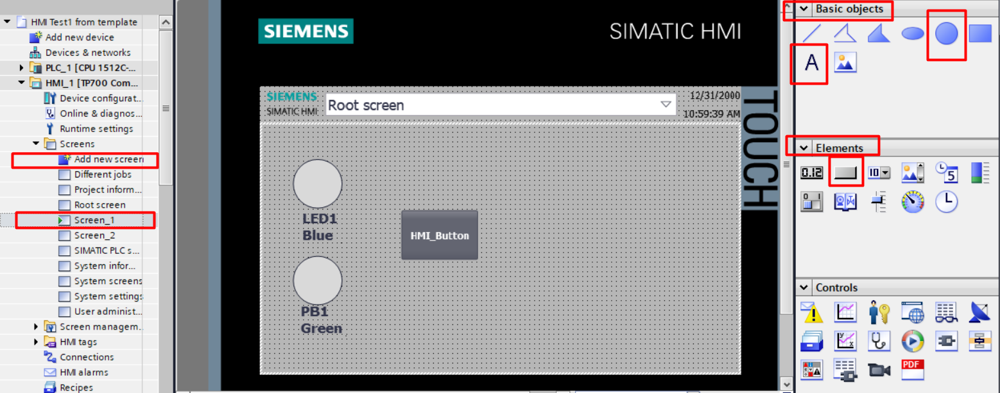 HMI Test1 from template
Add new device
Devices & networks
PLC_1 [CPU 1512C-...
HMI_1 [TP700 Com...
Device configurat...
Online & diagnos...
Runtime settings
Screens
Add new screen
Different jobs
Project inform...
Root screen
Screen_1
Screen_2
SIMATIC PLC s...
System infor...
System screens
System settings
User administ...
Screen managem...
HMI tags
Connections
HMI alarms
Recipes
SIEMENS
SIMATIC HMI
SIEMENS
SIMATIC HMI
Root screen
12/31/2000
10:59:39 AM
TOUCH
LED1
Blue
HMI_Button
PB1
Green
Basic objects
A
Elements
0.12
10
5
0 1
Controls
y
x
A
PDF